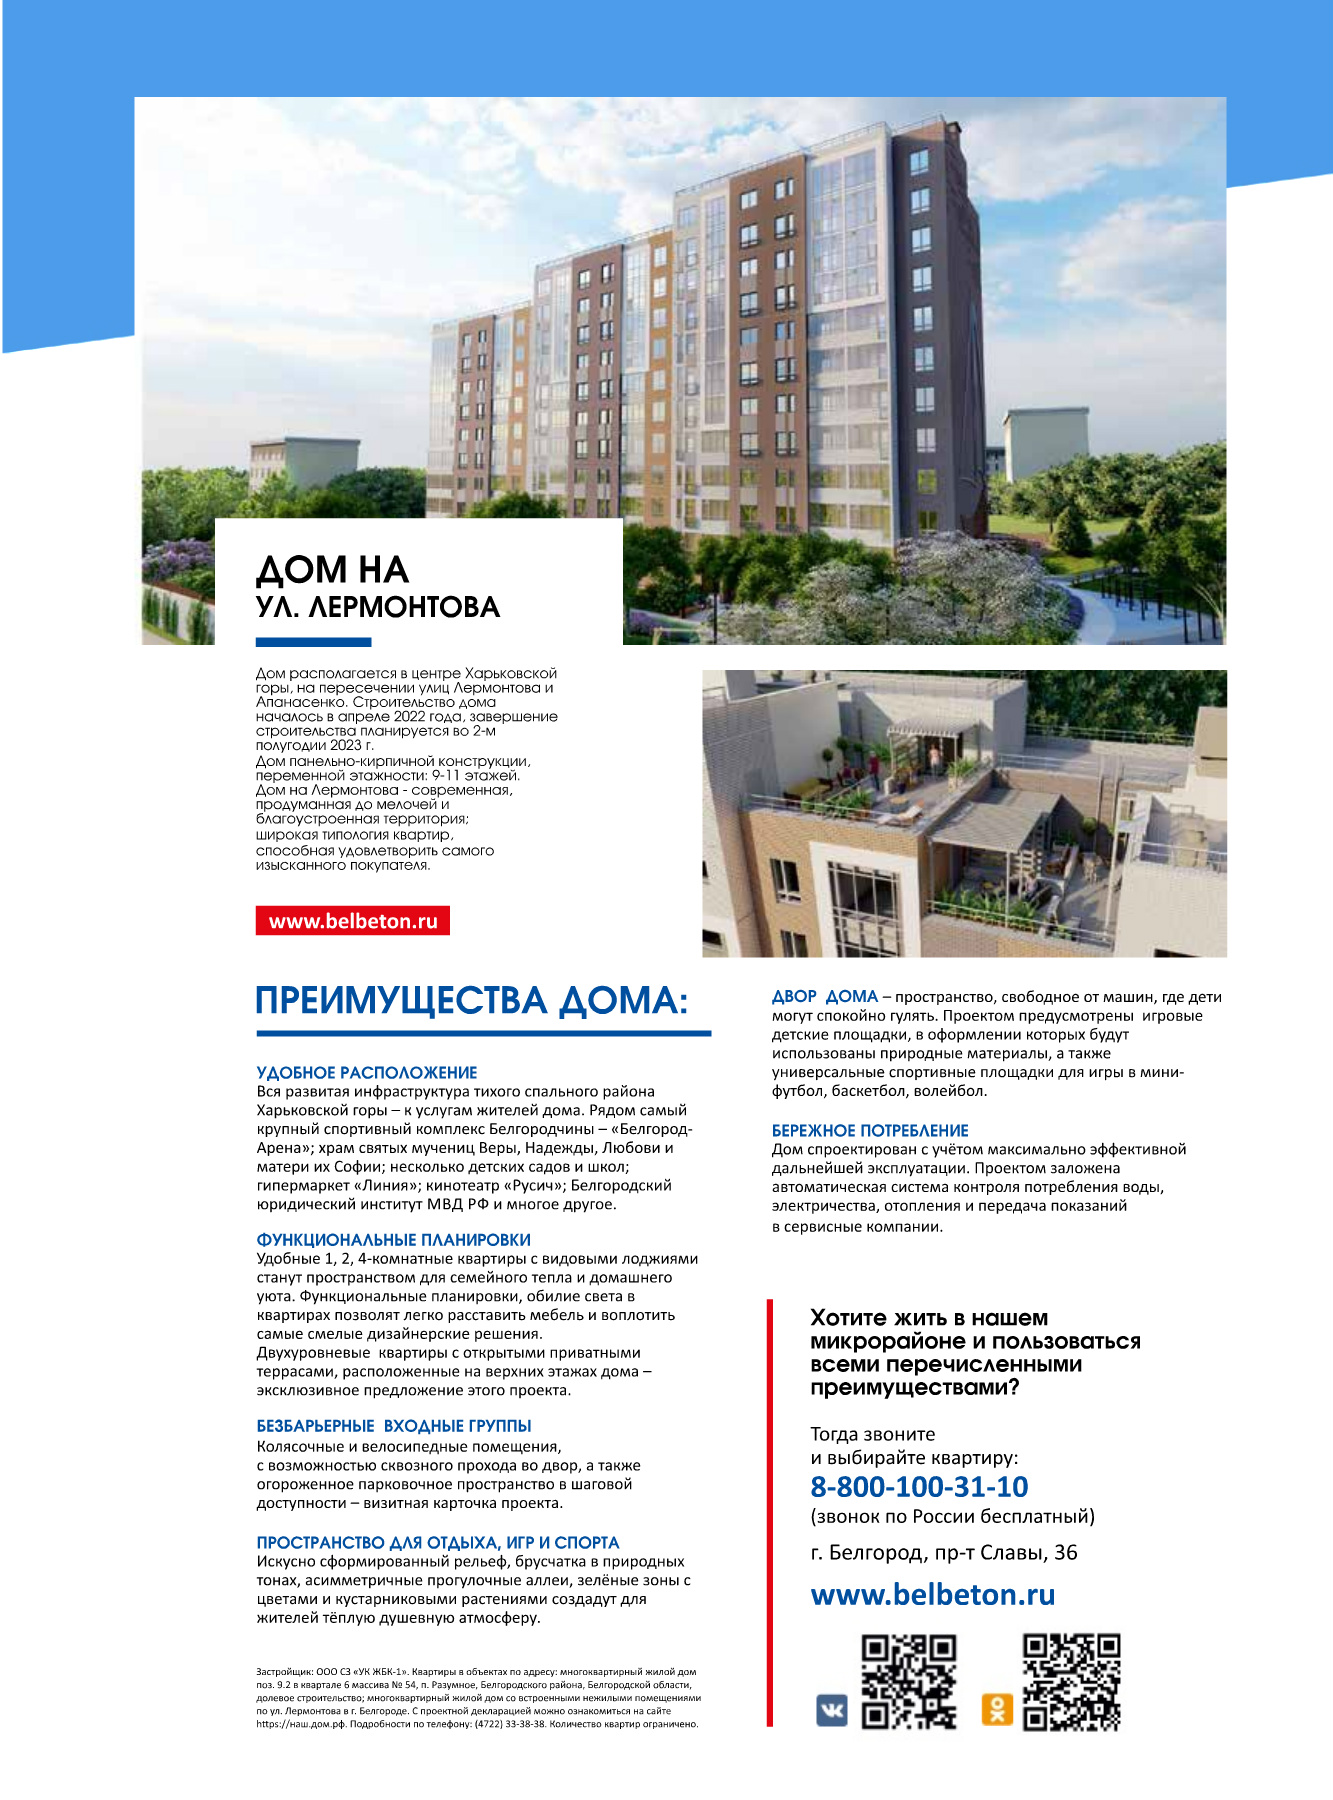 ДОМ НА
УЛ. ЛЕРМОНТОВА
Дом располагается в центре Харьковской
горы, на пересечении улиц Лермонтова и
Апанасенко. Строительство дома
началось в апреле 2022 года, завершение
строительства планируется во 2-м
полугодии 2023 г.
Дом панельно-кирпичной конструкции,
переменной этажности: 9-11 этажей.
Дом на Лермонтова - современная,
продуманная до мелочей и
благоустроенная территория;
широкая типология квартир,
способная удовлетворить самого
изысканного покупателя.
www.belbeton.ru
ПРЕИМУЩЕСТВА ДОМА:
УДОБНОЕ РАСПОЛОЖЕНИЕ
Вся развитая инфраструктура тихого спального района
Харьковской горы – к услугам жителей дома. Рядом самый
крупный спортивный комплекс Белгородчины – «Белгород-
Арена»; храм святых мучениц Веры, Надежды, Любови и
матери их Софии; несколько детских садов и школ;
гипермаркет «Линия»; кинотеатр «Русич»; Белгородский
юридический институт МВД РФ и многое другое.
ФУНКЦИОНАЛЬНЫЕ ПЛАНИРОВКИ
Удобные 1, 2, 4-комнатные квартиры с видовыми лоджиями
станут пространством для семейного тепла и домашнего
уюта. Функциональные планировки, обилие света в
квартирах позволят легко расставить мебель и воплотить
самые смелые дизайнерские решения.
Двухуровневые квартиры с открытыми приватными
террасами, расположенные на верхних этажах дома –
эксклюзивное предложение этого проекта.
БЕЗБАРЬЕРНЫЕ ВХОДНЫЕ ГРУППЫ
Колясочные и велосипедные помещения,
с возможностью сквозного прохода во двор, а также
огороженное парковочное пространство в шаговой
доступности – визитная карточка проекта.
ПРОСТРАНСТВО ДЛЯ ОТДЫХА, ИГР И СПОРТА
Искусно сформированный рельеф, брусчатка в природных
тонах, асимметричные прогулочные аллеи, зелёные зоны с
цветами и кустарниковыми растениями создадут для
жителей тёплую душевную атмосферу.
Застройщик: ООО СЗ «УК ЖБК-1». Квартиры в объектах по адресу: многоквартирный жилой дом
поз. 9.2 в квартале 6 массива № 54, п. Разумное, Белгородского района, Белгородской области,
долевое строительство; многоквартирный жилой дом со встроенными нежилыми помещениями
по ул. Лермонтова в г. Белгороде. С проектной декларацией можно ознакомиться на сайте
https://наш.дом.рф. Подробности по телефону: (4722) 33-38-38. Количество квартир ограничено.
ДВОР ДОМА – пространство, свободное от машин, где дети
могут спокойно гулять. Проектом предусмотрены игровые
детские площадки, в оформлении которых будут
использованы природные материалы, а также
универсальные спортивные площадки для игры в мини-
футбол, баскетбол, волейбол.
БЕРЕЖНОЕ ПОТРЕБЛЕНИЕ
Дом спроектирован с учётом максимально эффективной
дальнейшей эксплуатации. Проектом заложена
автоматическая система контроля потребления воды,
электричества, отопления и передача показаний
в сервисные компании.
Хотите жить в нашем
микрорайоне и пользоваться
всеми перечисленными
преимуществами?
Тогда звоните
и выбирайте квартиру:
8-800-100-31-10
(звонок по России бесплатный)
г. Белгород, пр-т Славы, 36
www.belbeton.ru